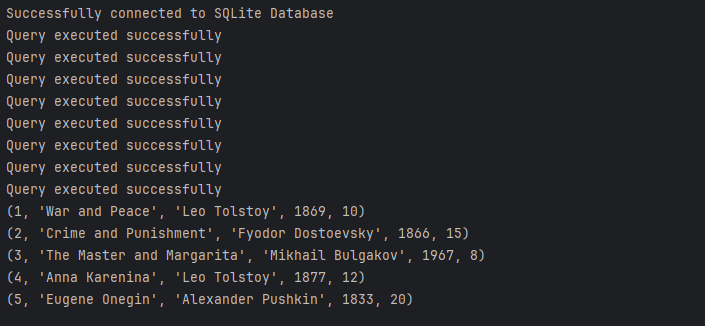 Successfully connected to SQLite Database
Query executed successfully
Query executed successfully
Query executed successfully
Query executed successfully
Query executed successfully
Query executed successfully
Query executed successfully
Query executed successfully
(1, 'War and Peace', 'Leo Tolstoy', 1869, 10)
(2, 'Crime and Punishment', 'Fyodor Dostoevsky', 1866, 15)
(3, 'The Master and Margarita', 'Mikhail Bulgakov', 1967, 8)
(4, 'Anna Karenina', 'Leo Tolstoy', 1877, 12)
(5, 'Eugene Onegin', 'Alexander Pushkin', 1833, 20)